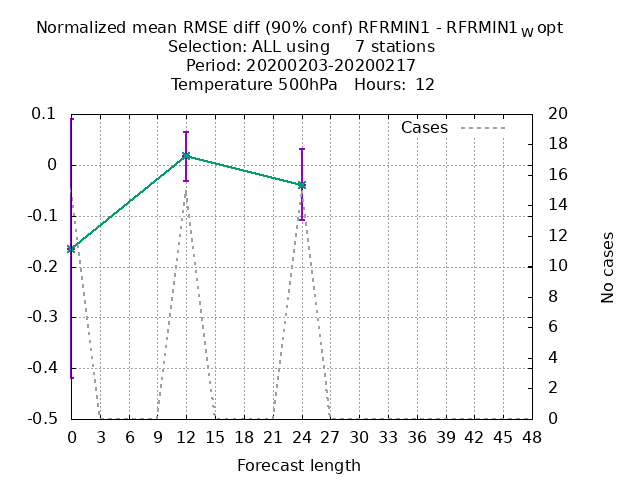 Normalized mean RMSE diff (90% conf) RFRMIN1 - RFRMIN1_W opt
Selection: ALL using     7 stations
Period: 20200203-20200217
Temperature 500hPa   Hours:  12
Cases
0.1
0
-0.1
-0.2
-0.3
-0.4
-0.5
20
18
16
14
12
10
8
6
4
2
0
No cases
0 3 6 9 12 15 18 21 24 27 30 33 36 39 42 45 48
Forecast length